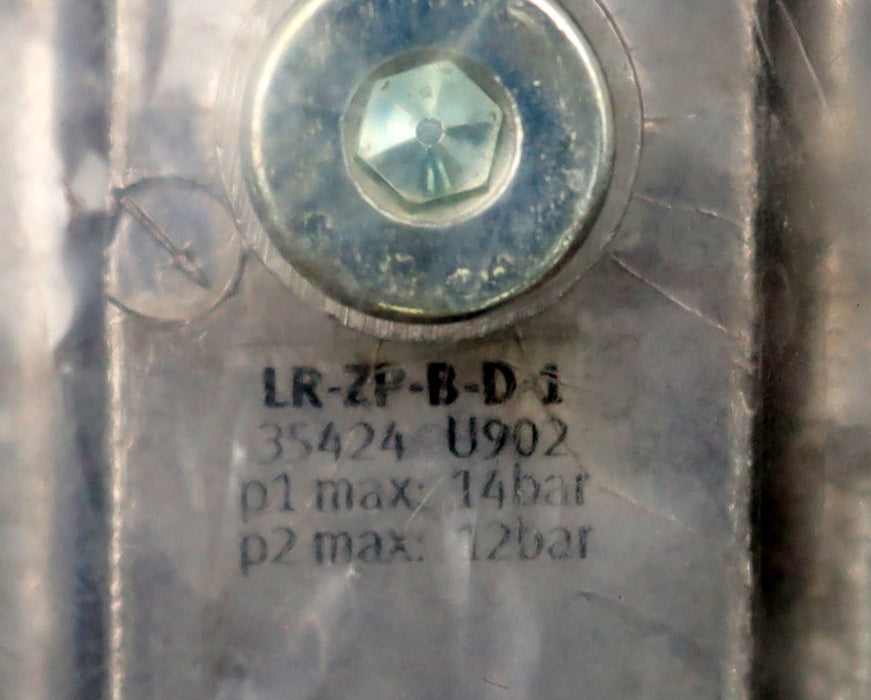 LR-ZP-B-D-1
35424 U902
p1 max: 14bar
p2 max: 12bar